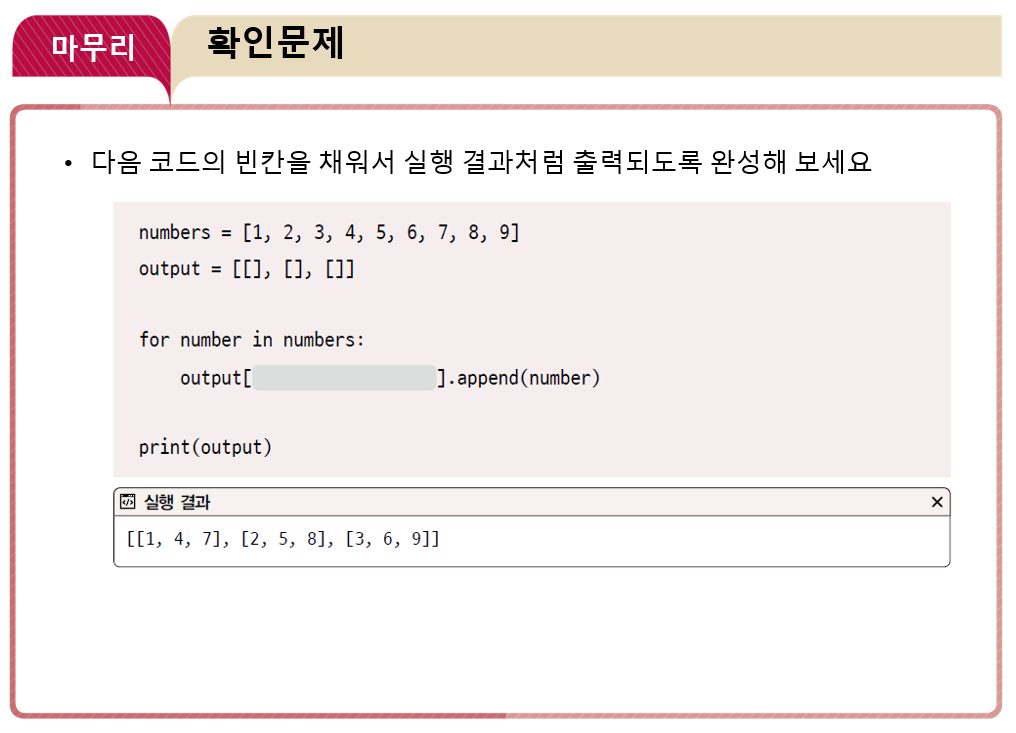 마무리
확인문제
• 다음 코드의 빈칸을 채워서 실행 결과처럼 출력되도록 완성해 보세요
numbers = [1, 2, 3, 4, 5, 6, 7, 8, 9]
output = [[], [], []]
for number in numbers:
    output[ ].append(number)
print(output)
실행 결과
[[1, 4, 7], [2, 5, 8], [3, 6, 9]]